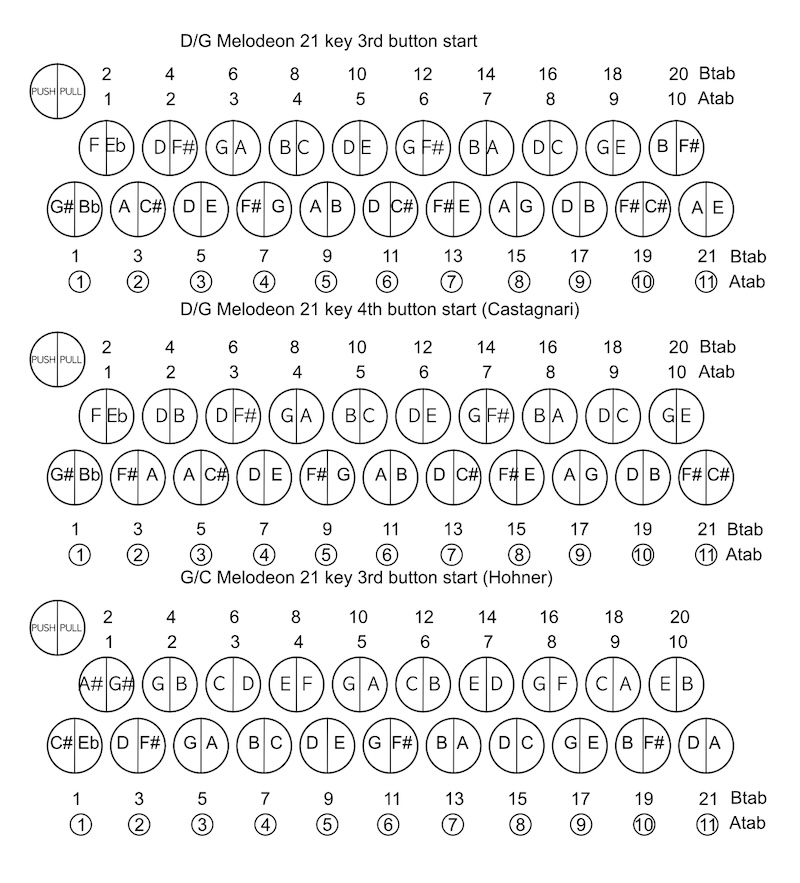 D/G Melodeon 21 key 3rd button start
2 4 6 8 10 12 14 16 18 20 Btab
PUSH PULL
1 2 3 4 5 6 7 8 9 10 Atab
F Eb D F# G A B C D E G F# B A D C G E B F#
G# Bb A C# D E F# G A B D C# F# E A G D B F# C# A E
1 3 5 7 9 11 13 15 17 19 21 Btab
1 2 3 4 5 6 7 8 9 10 11 Atab
D/G Melodeon 21 key 4th button start (Castagnari)
2 4 6 8 10 12 14 16 18 20 Btab
PUSH PULL
1 2 3 4 5 6 7 8 9 10 Atab
F Eb D B D F# G A B C D E G F# B A D C G E
G# Bb F# A A C# D E F# G A B D C# F# E A G D B F# C#
1 3 5 7 9 11 13 15 17 19 21 Btab
1 2 3 4 5 6 7 8 9 10 11 Atab
G/C Melodeon 21 key 3rd button start (Hohner)
2 4 6 8 10 12 14 16 18 20
PUSH PULL
1 2 3 4 5 6 7 8 9 10
A# G# G B C D E F G A C B E D G F C A E B
C# Eb D F# G A B C D E G F# B A D C G E B F# D A
1 3 5 7 9 11 13 15 17 19 21 Btab
1 2 3 4 5 6 7 8 9 10 11 Atab